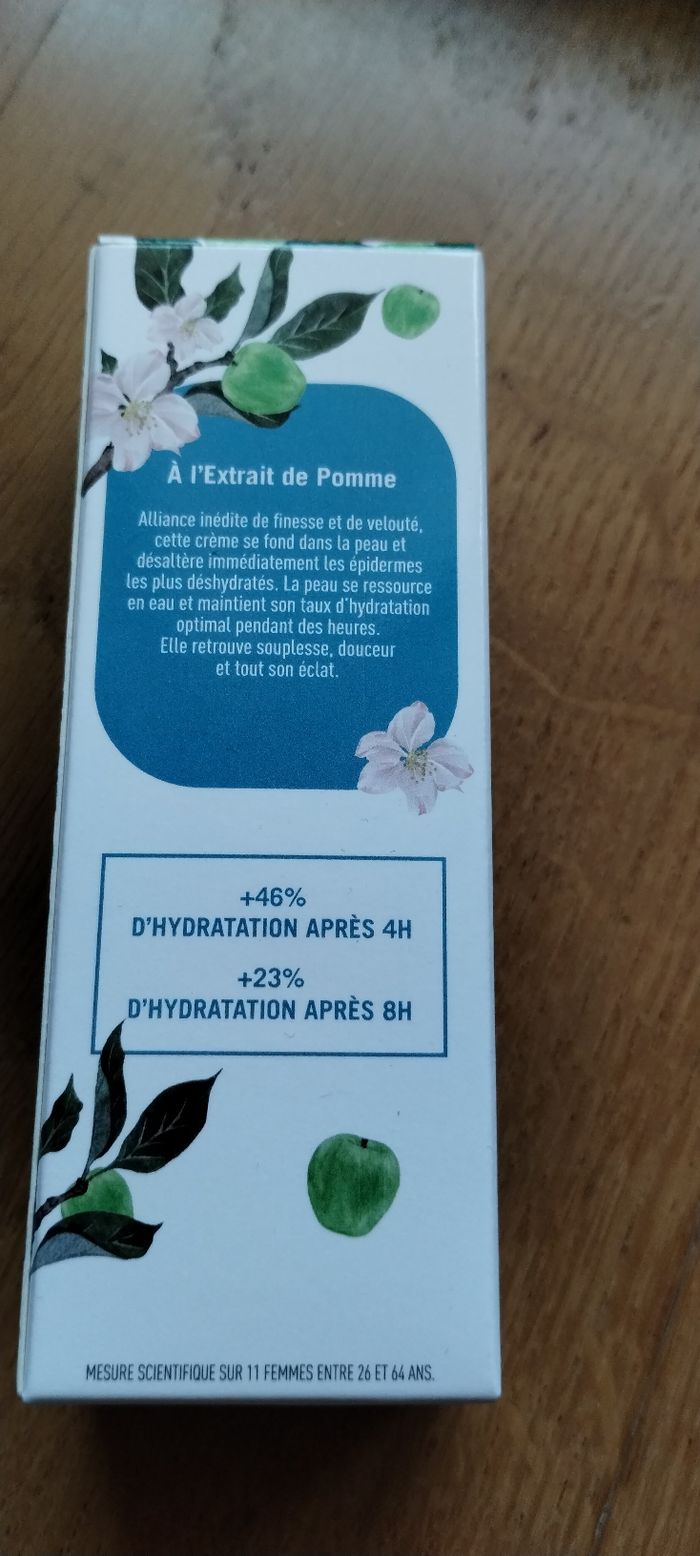 À l'Extrait de Pomme
Alliance inédite de finesse et de velouté,
cette crème se fond dans la peau et
désaltère immédiatement les épidermes
les plus déshydratés. La peau se ressource
en eau et maintient son taux d'hydratation
optimal pendant des heures.
Elle retrouve souplesse, douceur
et tout son éclat.
+46%
D'HYDRATATION APRÈS 4H
+23%
D'HYDRATATION APRÈS 8H
MESURE SCIENTIFIQUE SUR 11 FEMMES ENTRE 26 ET 64 ANS.